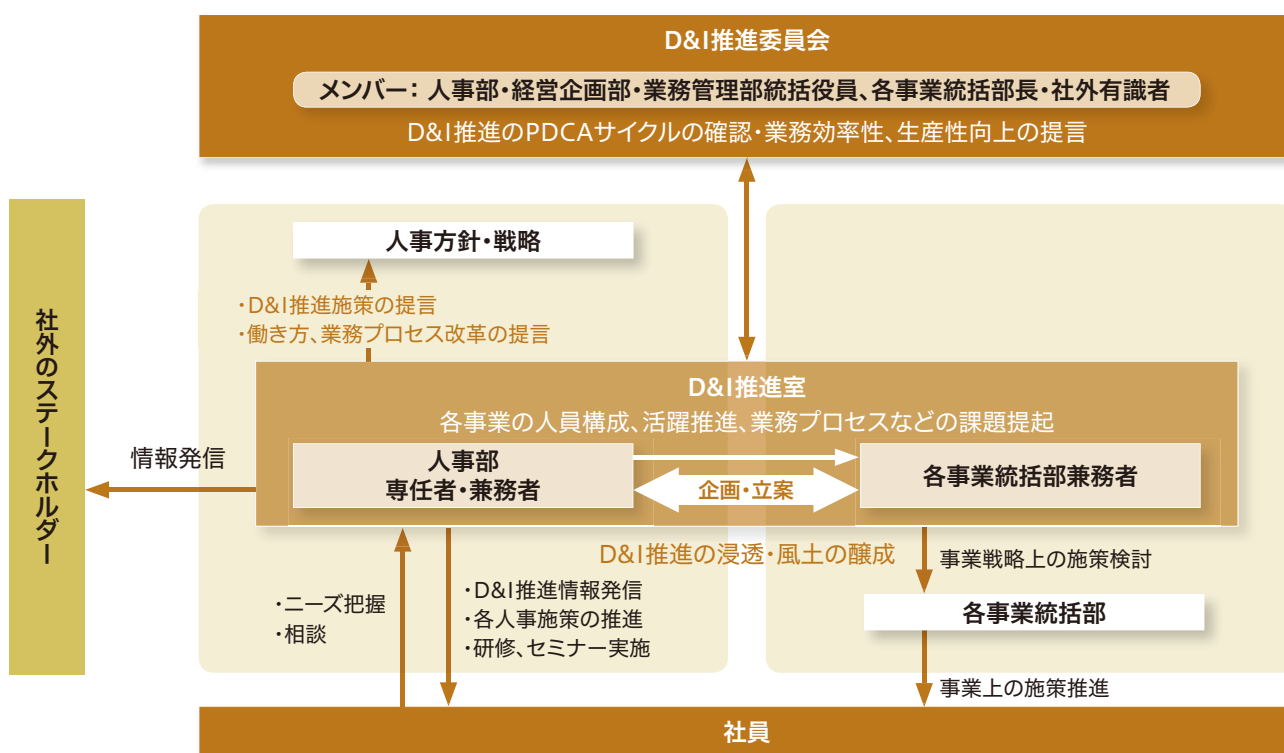 D&I推進委員会
メンバー：人事部・経営企画部・業務管理部統括役員、各事業統括部長・社外有識者
D&I推進のPDCAサイクルの確認・業務効率性、生産性向上の提言
社外のステークホルダー
人事方針・戦略
・D&I推進施策の提言
・働き方、業務プロセス改革の提言
D&I推進室
各事業の人員構成、活躍推進、業務プロセスなどの課題提起
情報発信
人事部
専任者・兼務者
企画・立案
各事業統括部兼務者
D&I推進の浸透・風土の醸成
事業戦略上の施策検討
・ニーズ把握
・相談
・D&I推進情報発信
・各人事施策の推進
・研修、セミナー実施
各事業統括部
事業上の施策推進
社員